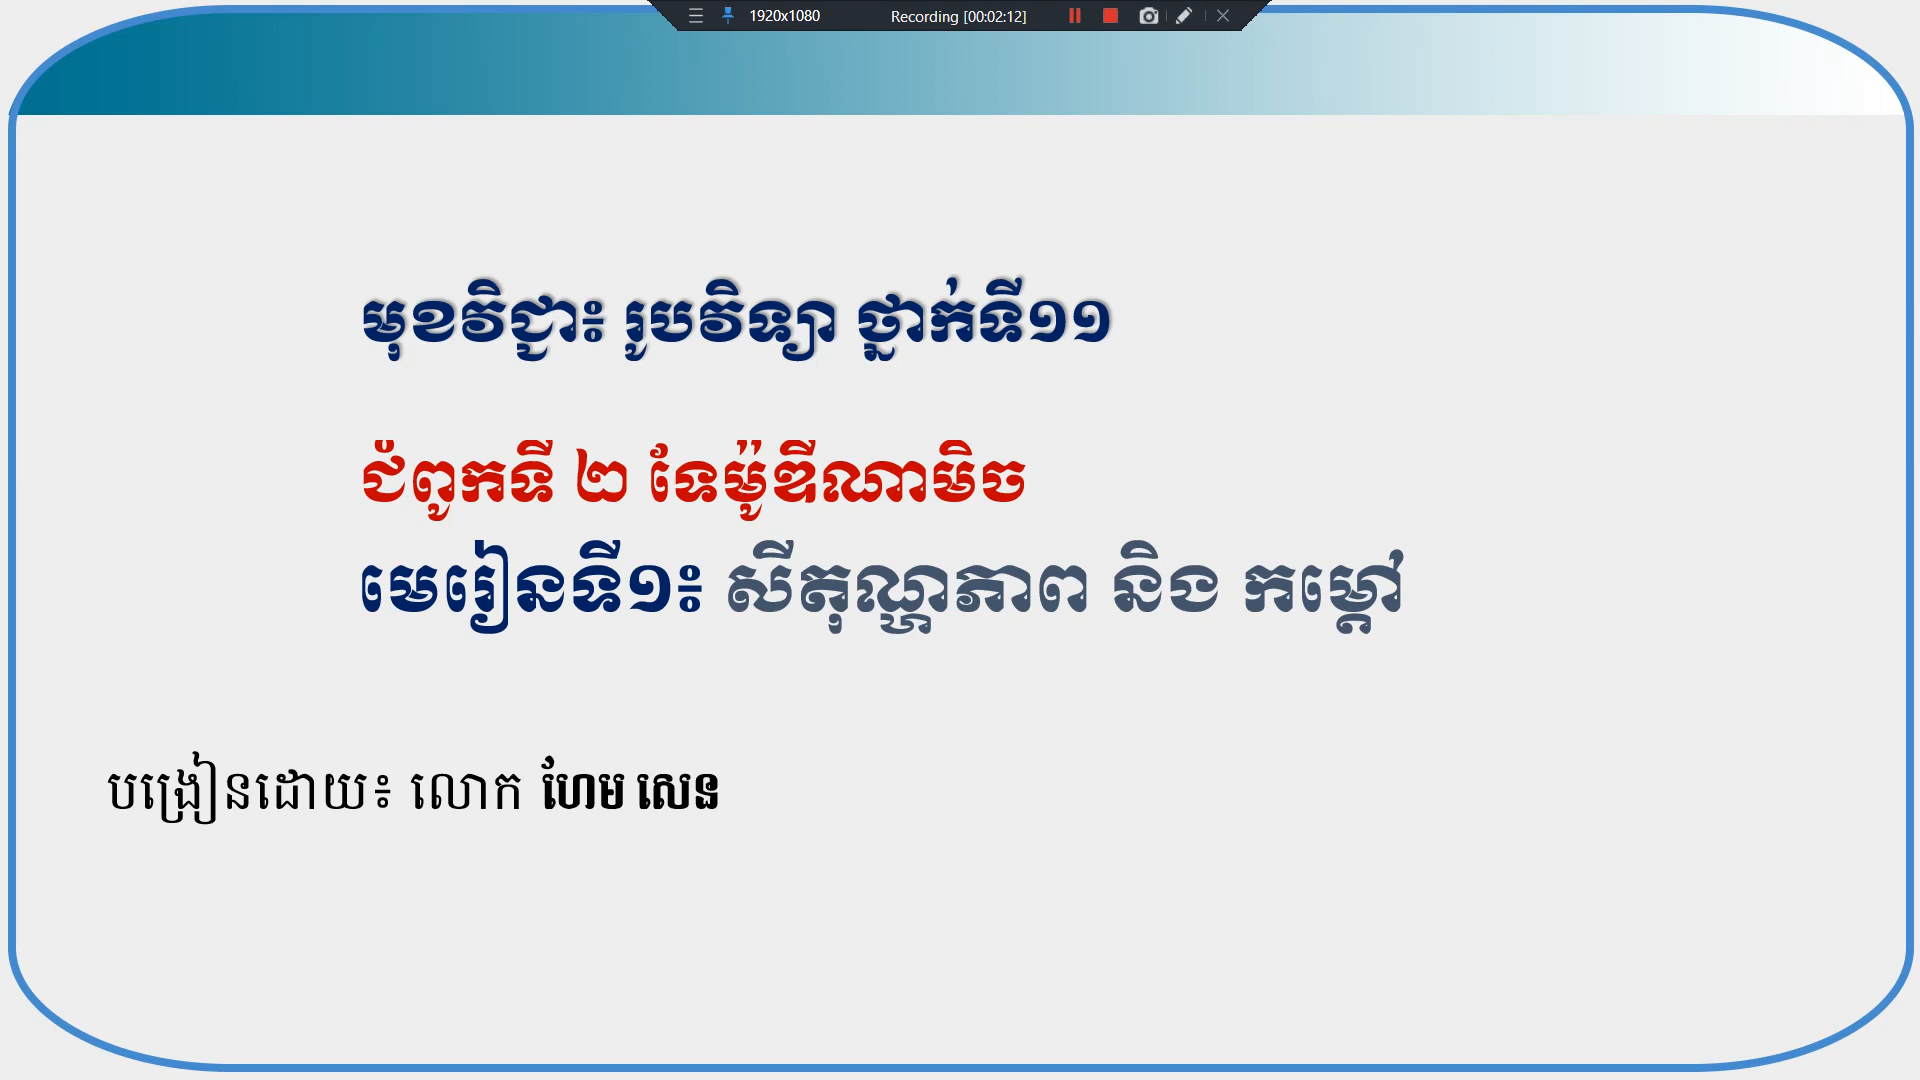 1920x1080 Recording [00:02:12]
មុខវិជ្ជា៖ រូបវិទ្យា ថ្នាក់ទី១១
ជំពូកទី ២ ទែម៉ូឌីណាមិច
មេរៀនទី១៖ សីតុណ្ហភាព និង កម្ដៅ
បង្រៀនដោយ៖ លោក ហែម សេន